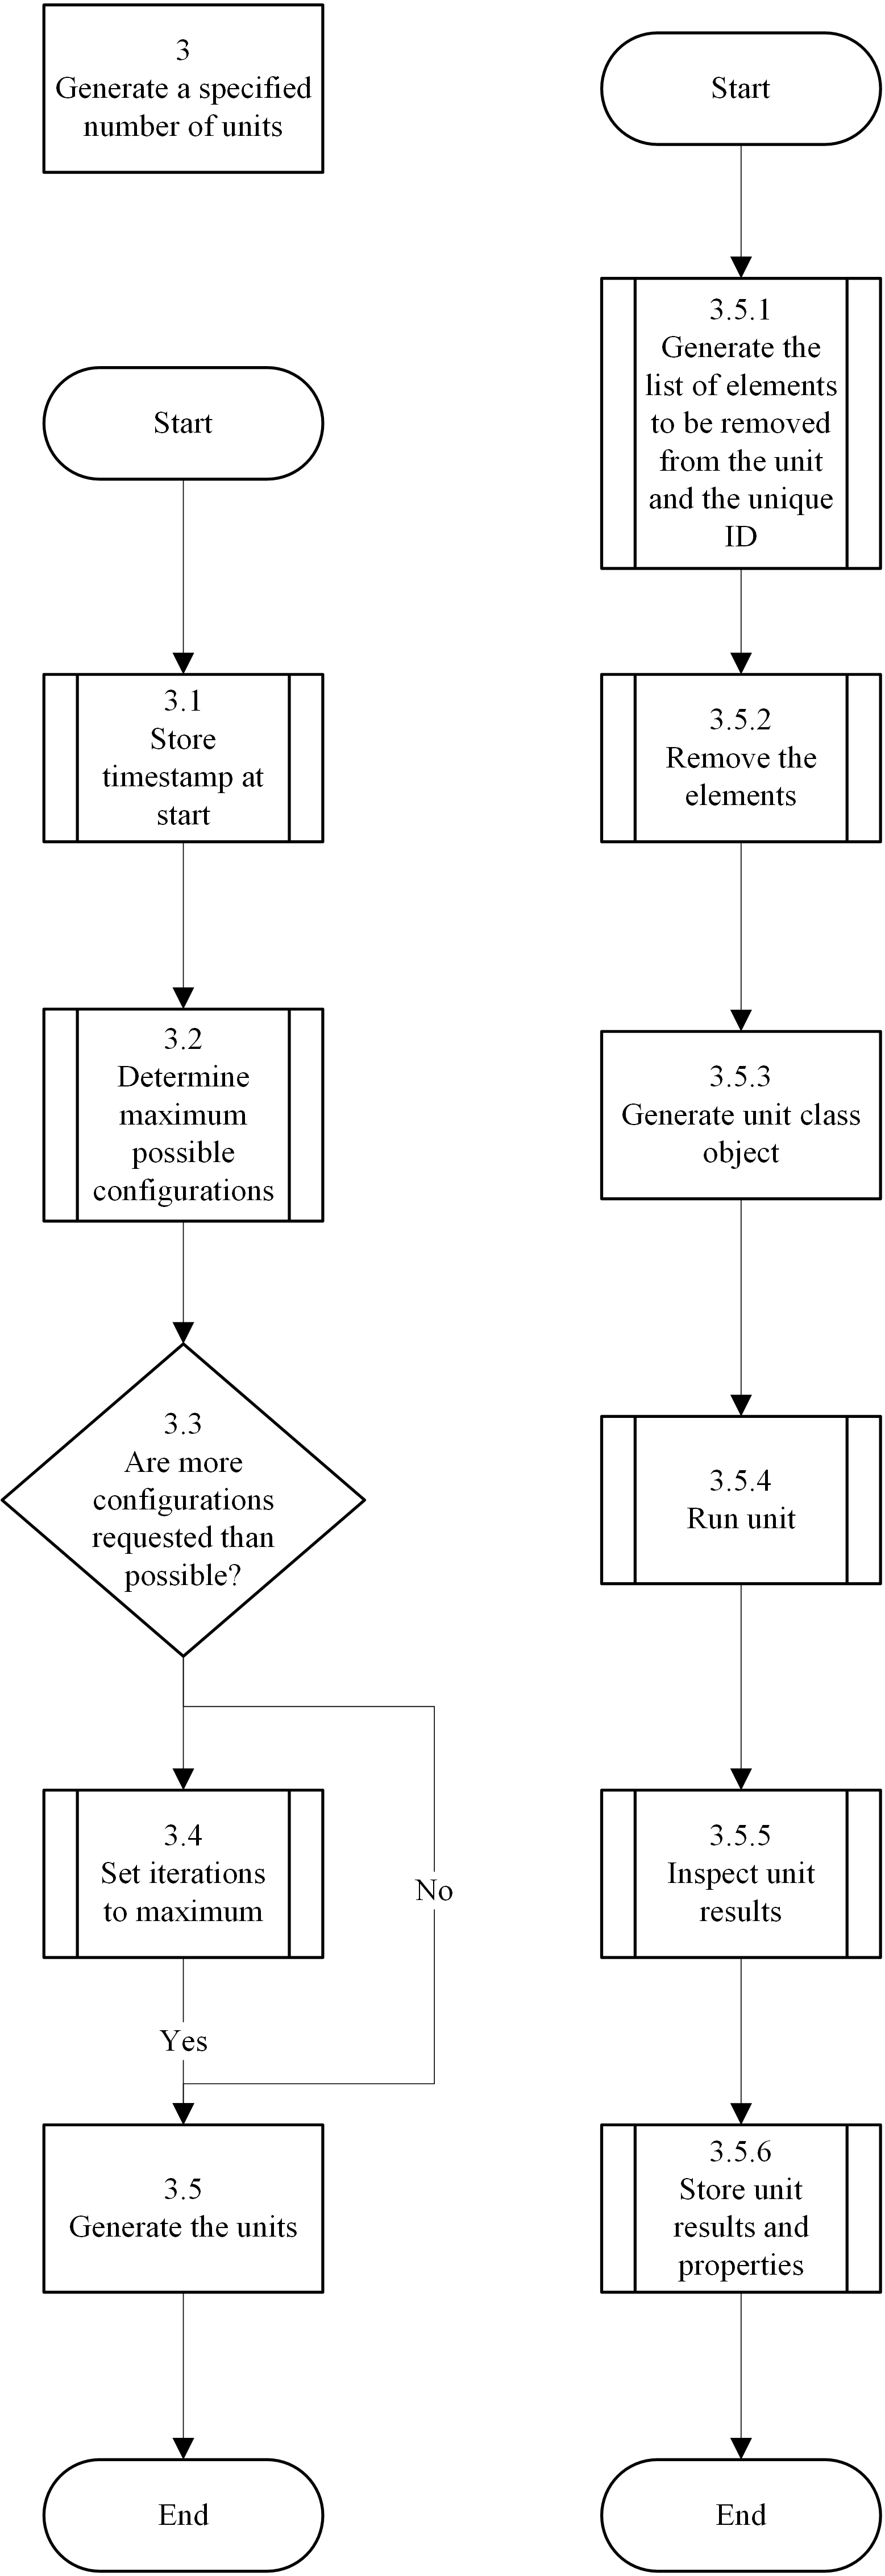 3
Generate a specified
number of units
Start
3.1
Store
timestamp at
start
3.2
Determine
maximum
possible
configurations
3.3
Are more
configurations
requested than
possible?
3.4
Set iterations
to maximum
No
Yes
3.5
Generate the units
End
Start
3.5.1
Generate the
list of elements
to be removed
from the unit
and the unique
ID
3.5.2
Remove the
elements
3.5.3
Generate unit class
object
3.5.4
Run unit
3.5.5
Inspect unit
results
3.5.6
Store unit
results and
properties
End